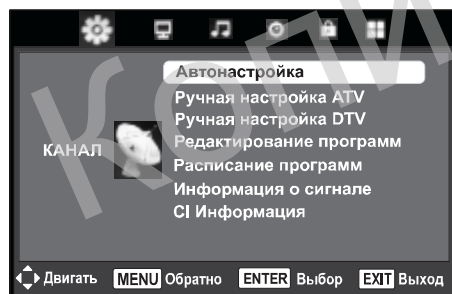 Автонастройка
Ручная настройка ATV
Ручная настройка DTV
Редактирование программ
КАНАЛ
Расписание программ
Информация о сигнале
CI Информация
Двигать MENU Обратно ENTER Выбор EXIT Выход
КОПИ